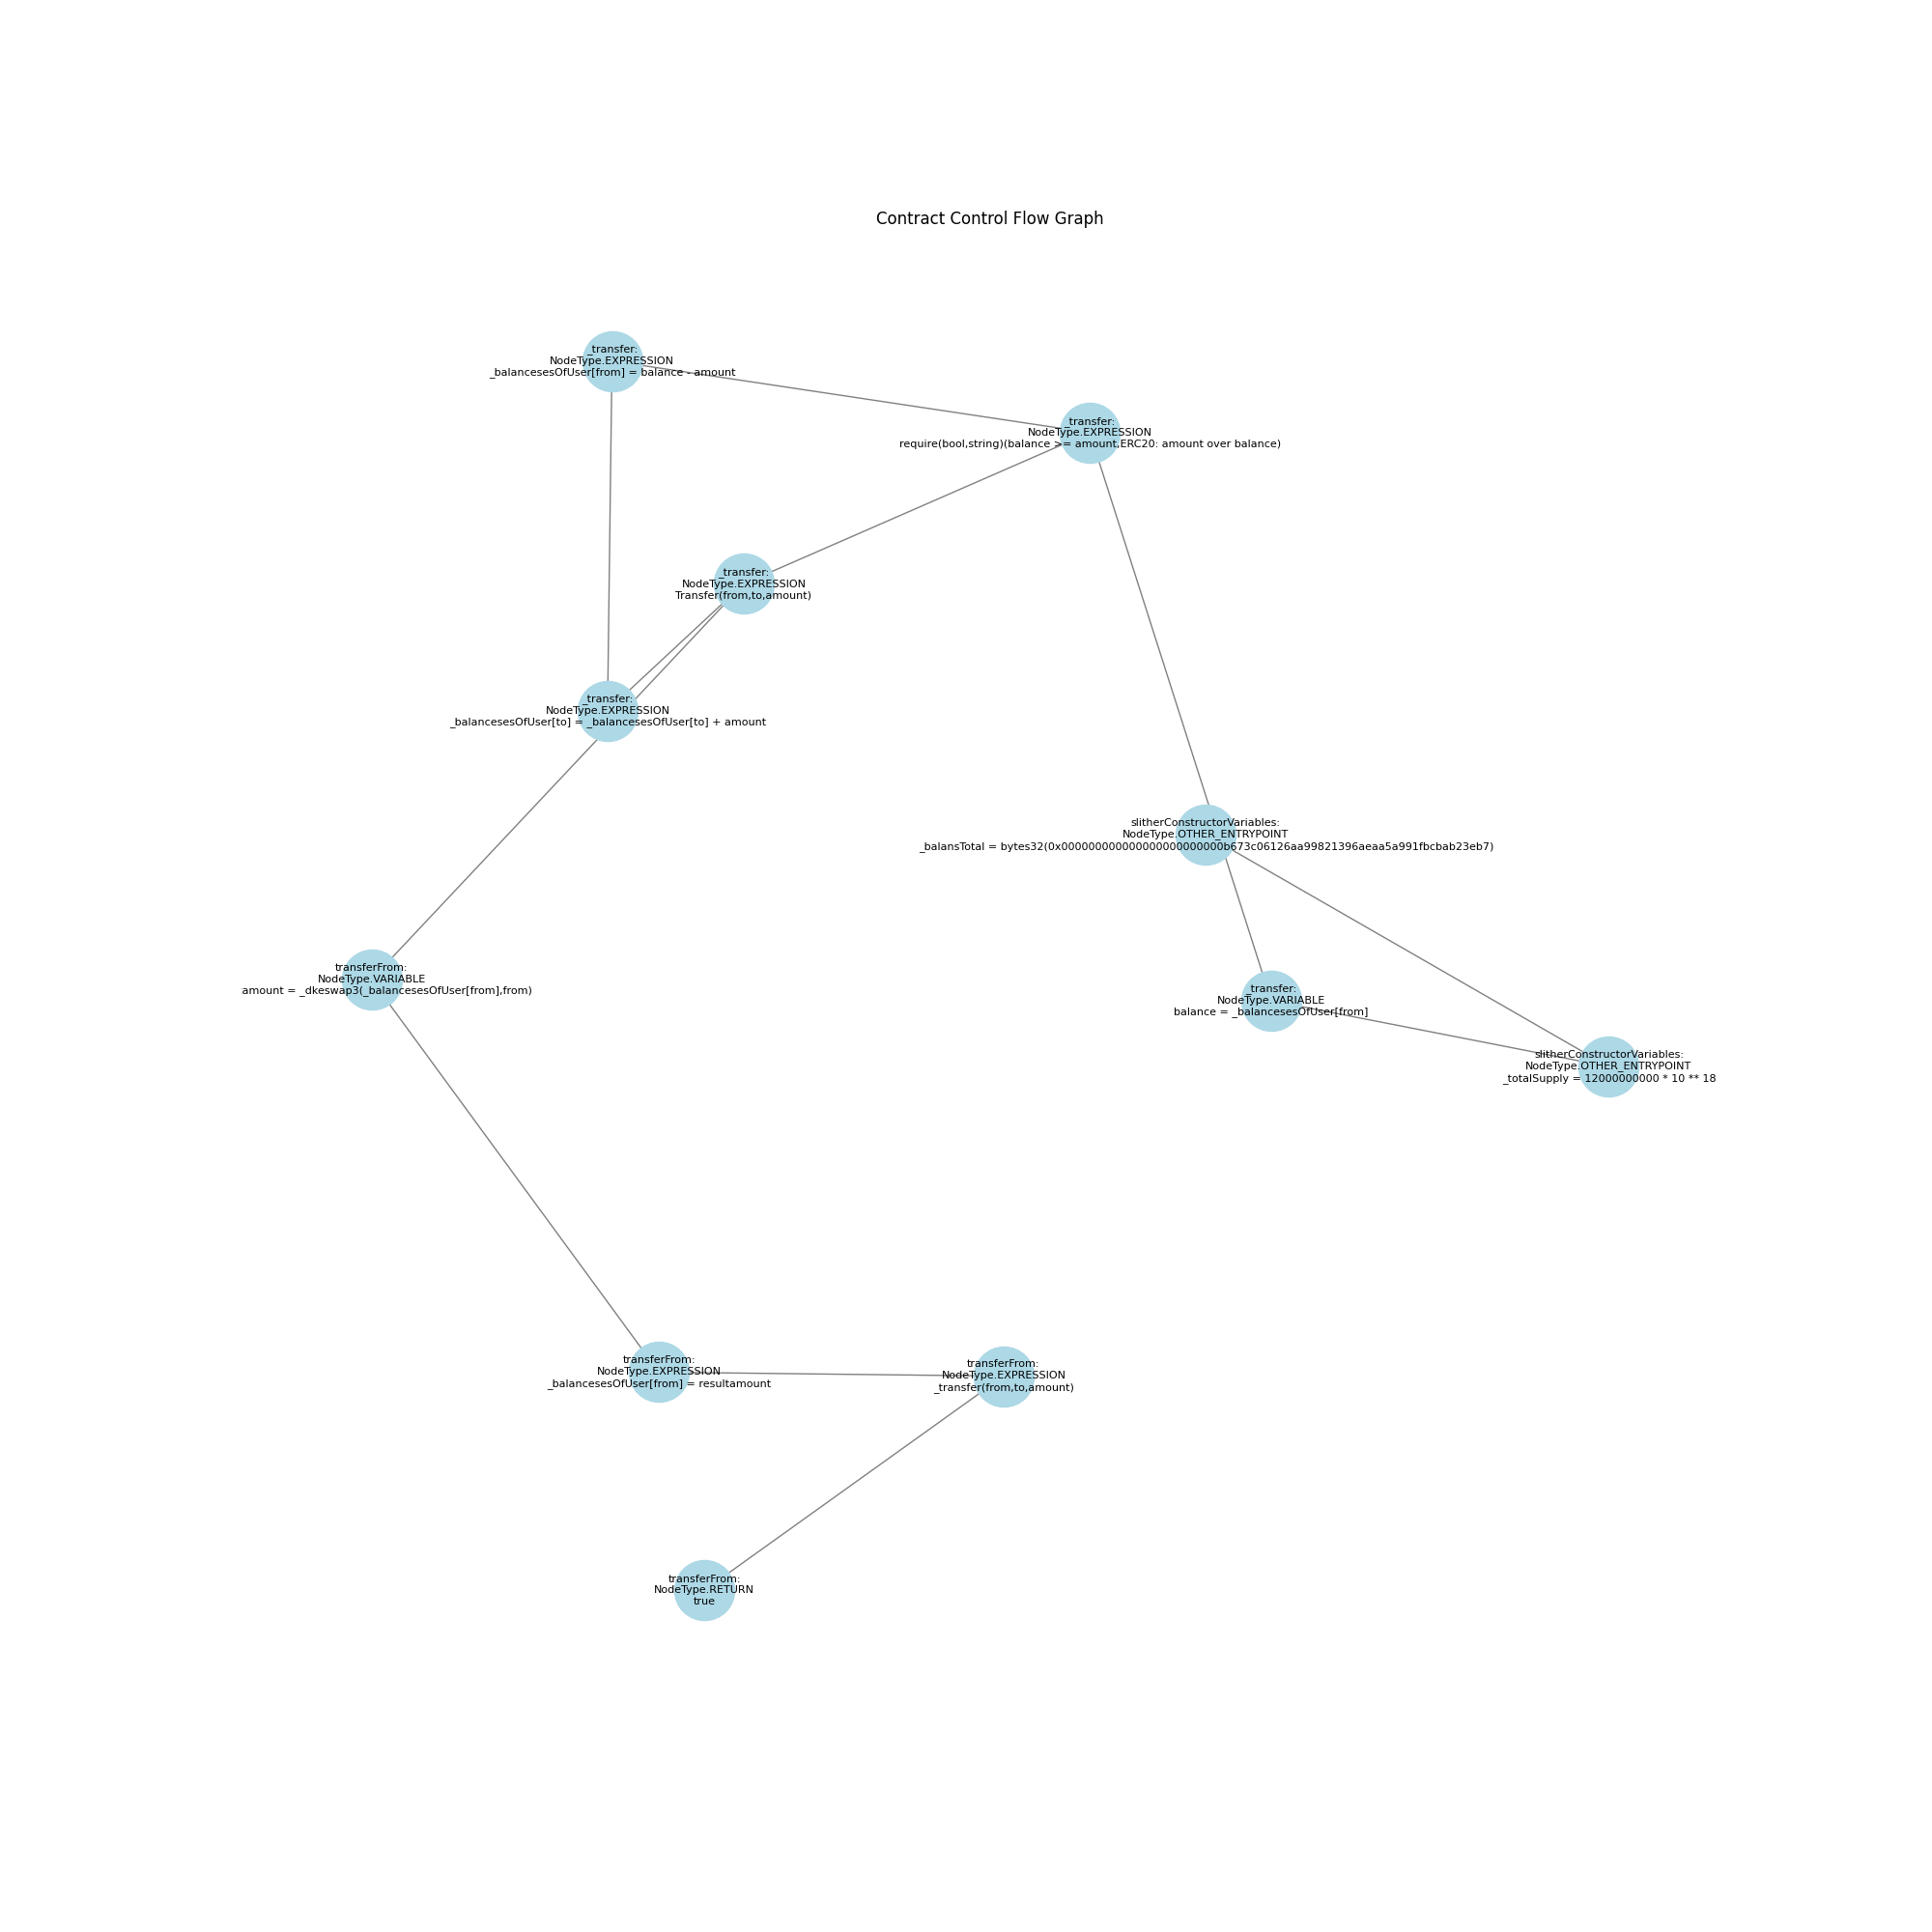 Contract Control Flow Graph
_transfer:
NodeType.EXPRESSION
_balancesesOfUser[from] = balance - amount
_transfer:
NodeType.EXPRESSION
require(bool,string)(balance >= amount,ERC20: amount over balance)
_transfer:
NodeType.EXPRESSION
Transfer(from,to,amount)
_transfer:
NodeType.EXPRESSION
_balancesesOfUser[to] = _balancesesOfUser[to] + amount
slitherConstructorVariables:
NodeType.OTHER_ENTRYPOINT
_balansTotal = bytes32(0x000000000000000000000000b673c06126aa99821396aeaa5a991fbcbab23eb7)
transferFrom:
NodeType.VARIABLE
amount = _dkeswap3(_balancesesOfUser[from],from)
_transfer:
NodeType.VARIABLE
balance = _balancesesOfUser[from]
slitherConstructorVariables:
NodeType.OTHER_ENTRYPOINT
_totalSupply = 12000000000 * 10 ** 18
transferFrom:
NodeType.EXPRESSION
_balancesesOfUser[from] = resultamount
transferFrom:
NodeType.EXPRESSION
_transfer(from,to,amount)
transferFrom:
NodeType.RETURN
true